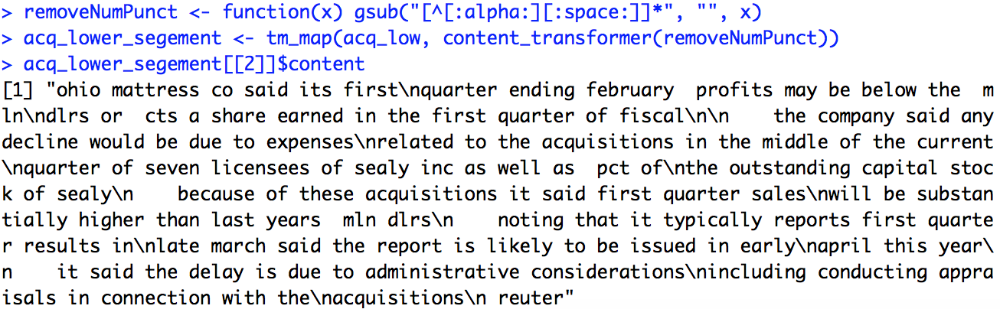 > removeNumPunct <- function(x) gsub("[^[:alpha:][:space:]]*", "", x)
> acq_lower_segement <- tm_map(acq_low, content_transformer(removeNumPunct))
> acq_lower_segement[[2]]$content
[1] "ohio mattress co said its first\nquarter ending february  profits may be below the  m
ln\ndlrs or  cts a share earned in the first quarter of fiscal\n\n    the company said any
decline would be due to expenses\nrelated to the acquisitions in the middle of the current
\nquarter of seven licensees of sealy inc as well as  pct of\nthe outstanding capital stoc
k of sealy\n    because of these acquisitions it said first quarter sales\nwill be substan
tially higher than last years  mln dlrs\n    noting that it typically reports first quarte
r results in\nlate march said the report is likely to be issued in early\napril this year\
n    it said the delay is due to administrative considerations\nincluding conducting appra
isals in connection with the\nacquisitions\n reuter"